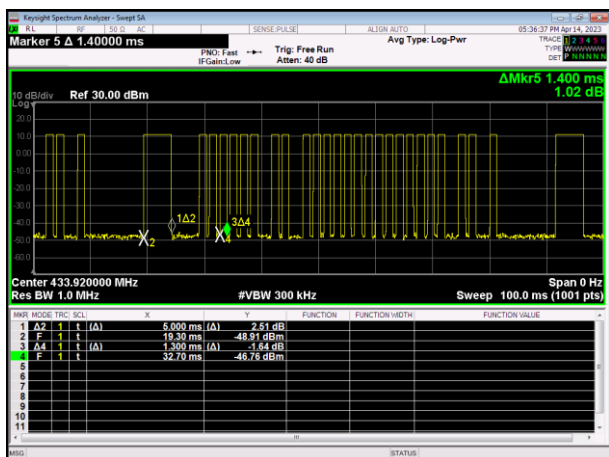 Keysight Spectrum Analyzer - Swept SA
RL RF 50 Ω AC SENSE:PULSE ALIGN AUTO 05:36:37 PM Apr 14, 2023
Marker 5 Δ 1.40000 ms
PNO: Fast
IFGain:Low
Trig: Free Run
Atten: 40 dB
Avg Type: Log-Pwr
TRACE 1 2 3 4 5 6
TYPE WWWWWW
DET P N N N N N
ΔMkr5 1.400 ms
1.02 dB
10 dB/div Ref 30.00 dBm
Log
20.0
10.0
0.00
-10.0
-20.0
-30.0
-40.0
-50.0
-60.0
1Δ2
2
3Δ4
4
Center 433.920000 MHz Span 0 Hz
Res BW 1.0 MHz #VBW 300 kHz Sweep 100.0 ms (1001 pts)
MKR MODE TRC SCL X Y FUNCTION FUNCTION WIDTH FUNCTION VALUE
1 Δ2 1 t (Δ) 5.000 ms (Δ) 2.51 dB
2 F 1 t 19.30 ms -48.91 dBm
3 Δ4 1 t (Δ) 1.300 ms (Δ) -1.64 dB
4 F 1 t 32.70 ms -46.76 dBm
5
6
7
8
9
10
11
MSG STATUS